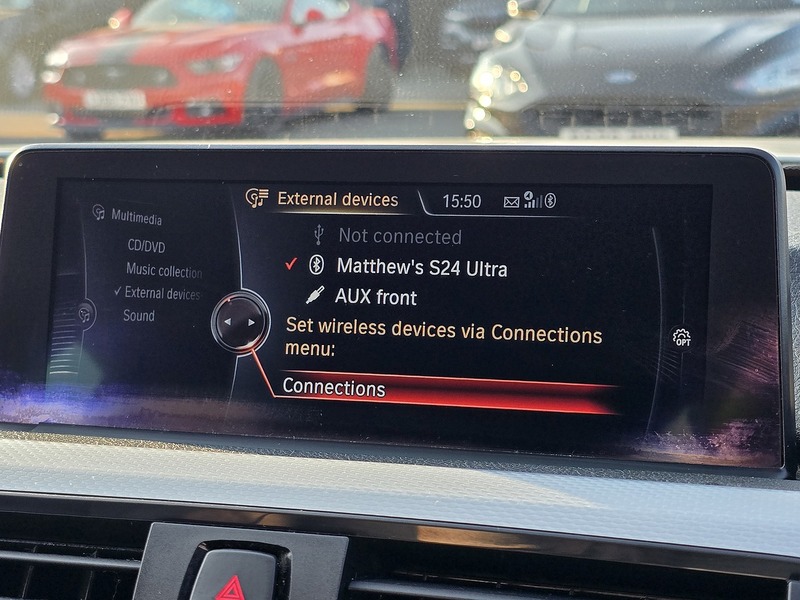 External devices 15:50
Multimedia
CD/DVD
Music collection
External devices
Sound
Not connected
Matthew's S24 Ultra
AUX front
Set wireless devices via Connections
menu:
Connections
OPT